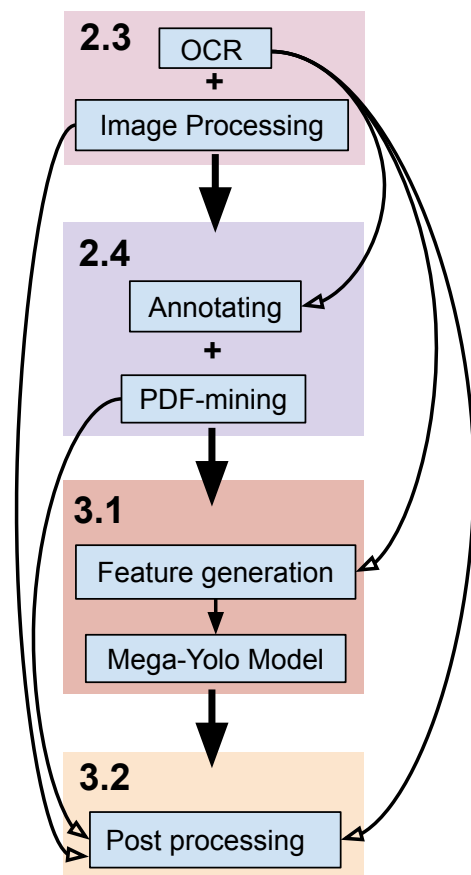 2.3
OCR
+
Image Processing
2.4
Annotating
+
PDF-mining
3.1
Feature generation
Mega-Yolo Model
3.2
Post processing